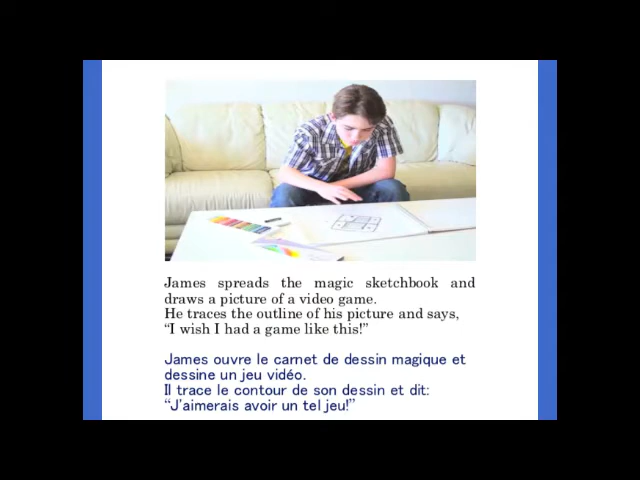 James spreads the magic sketchbook and
draws a picture of a video game.
He traces the outline of his picture and says,
“I wish I had a game like this!”
James ouvre le carnet de dessin magique et
dessine un jeu vidéo.
Il trace le contour de son dessin et dit:
“J'aimerais avoir un tel jeu!”